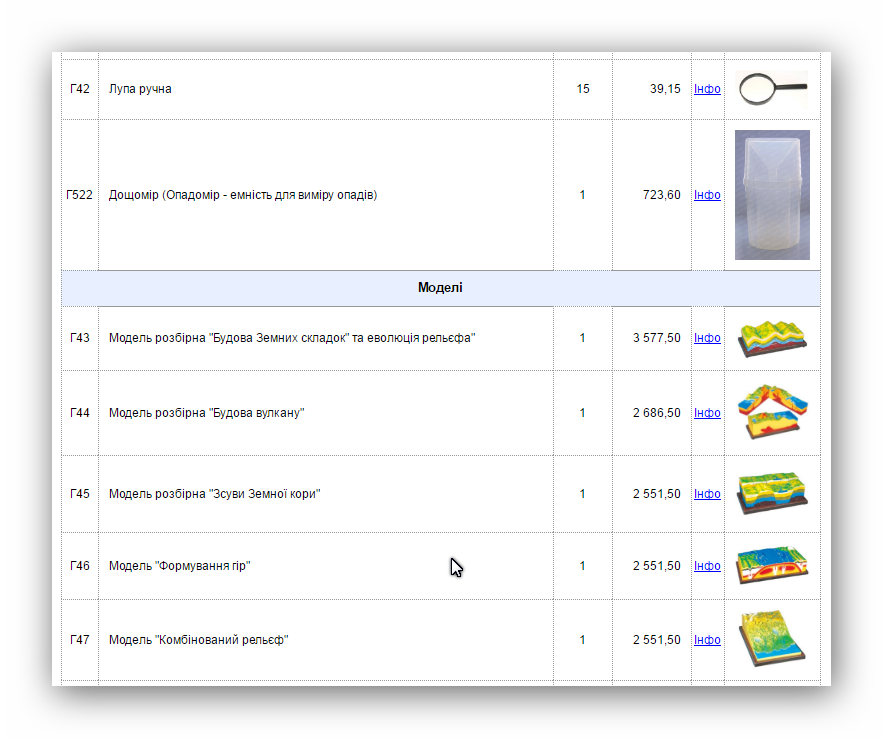 Г42 Лупа ручна 15 39,15 Інфо
Г522 Дощомір (Опадомір - емність для виміру опадів) 1 723,60 Інфо
Моделі
Г43 Модель розбірна "Будова Земних складок" та еволюція рельєфа" 1 3 577,50 Інфо
Г44 Модель розбірна "Будова вулкану" 1 2 686,50 Інфо
Г45 Модель розбірна "Зсуви Земної кори" 1 2 551,50 Інфо
Г46 Модель "Формування гір" 1 2 551,50 Інфо
Г47 Модель "Комбінований рельєф" 1 2 551,50 Інфо